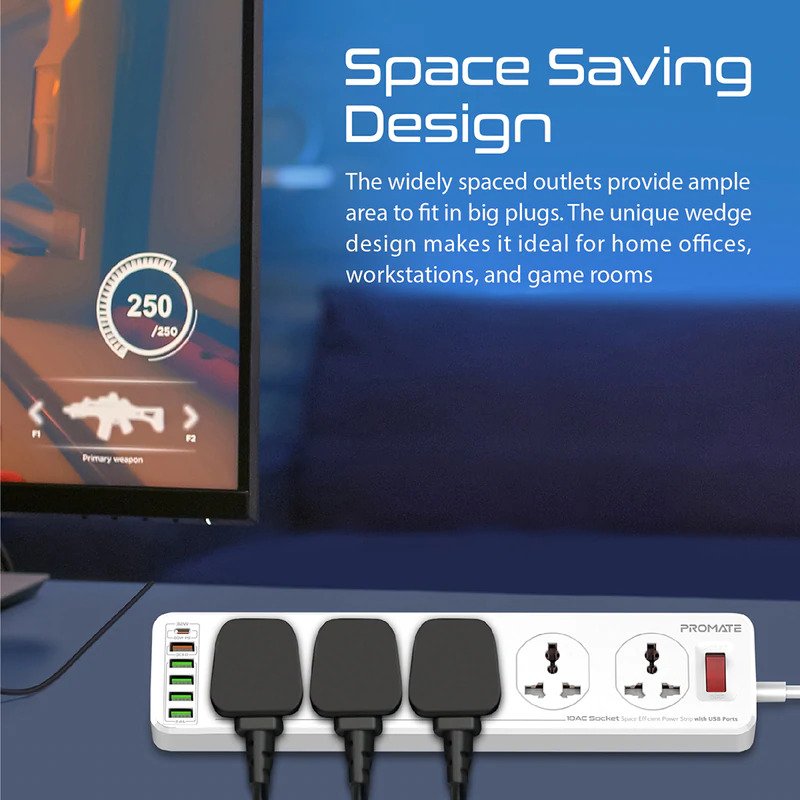 Space Saving
Design
The widely spaced outlets provide ample
area to fit in big plugs. The unique wedge
design makes it ideal for home offices,
workstations, and game rooms
250
/250
F1
F2
Primary weapon
PROMATE
10AC Socket Space Efficient Power Strip with USB Ports